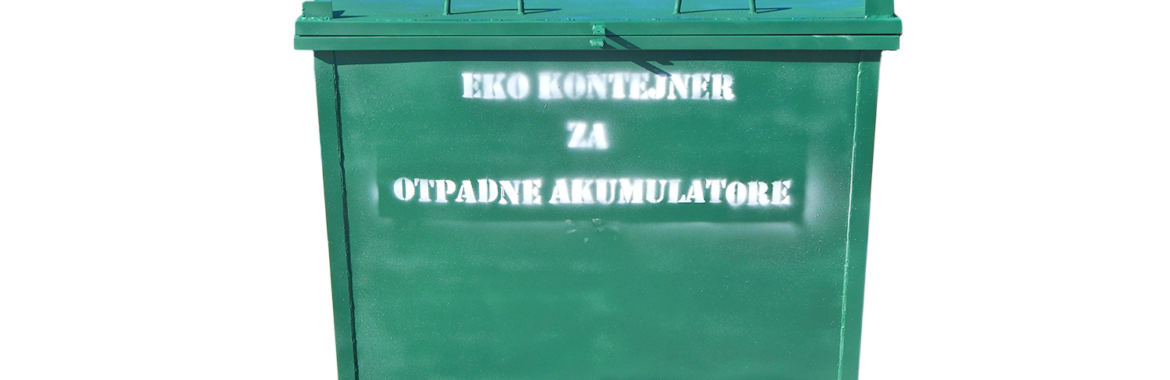 EKO KONTEJNER
ZA
OTPADNE AKUMULATORE